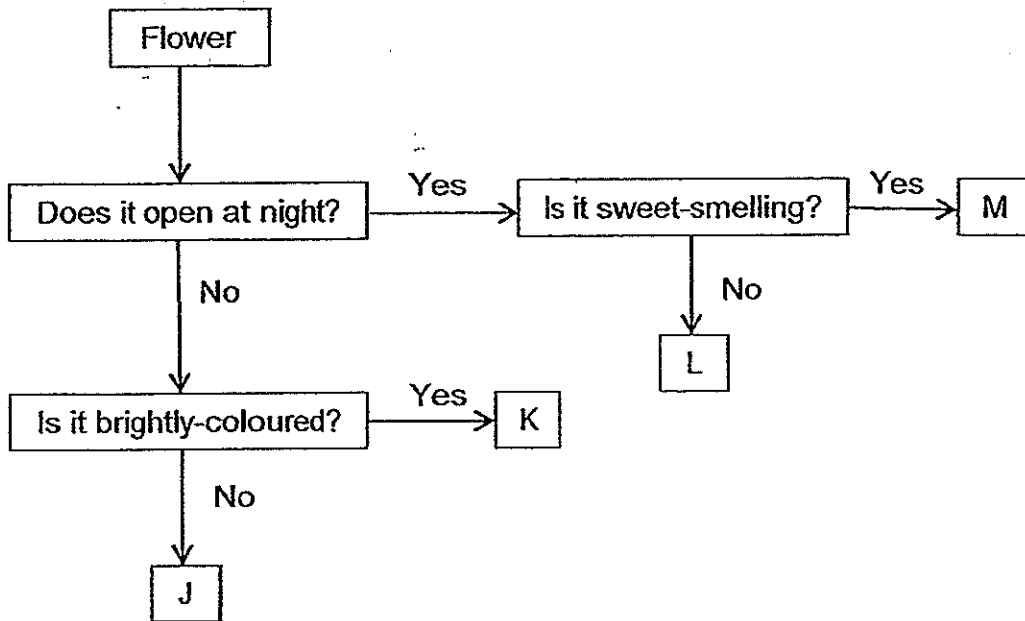 Flower
Does it open at night?
Yes
Is it sweet-smelling?
Yes
M
No
No
L
Is it brightly-coloured?
Yes
K
No
J